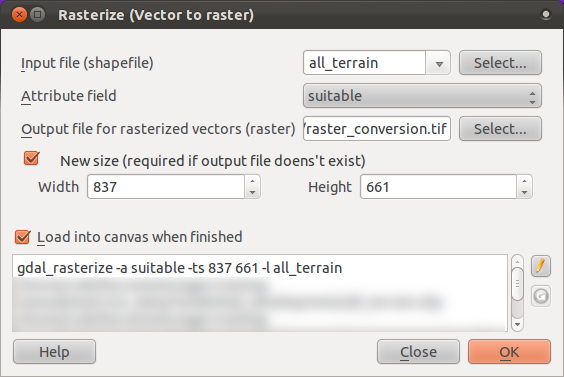 Rasterize (Vector to raster)
Input file (shapefile) all_terrain Select...
Attribute field suitable
Output file for rasterized vectors (raster) /raster_conversion.tif Select...
New size (required if output file doens't exist)
Width 837 Height 661
Load into canvas when finished
gdal_rasterize -a suitable -ts 837 661 -l all_terrain
Help Close OK